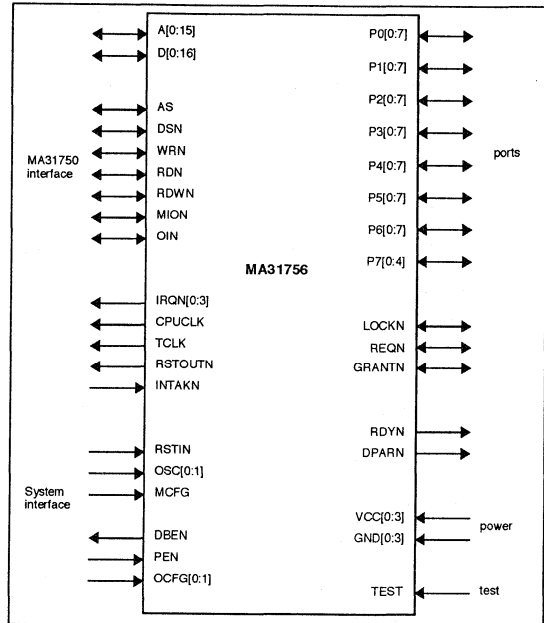 A[0:15]
D[0:16]
AS
DSN
WRN
RDN
RDWN
MION
OIN
MA31750
interface
IRQN[0:3]
CPUCLK
TCLK
RSTOUTN
INTAKN
RSTIN
OSC[0:1]
MCFG
System
interface
DBEN
PEN
OCFG[0:1]
MA31756
P0[0:7]
P1[0:7]
P2[0:7]
P3[0:7]
P4[0:7]
P5[0:7]
P6[0:7]
P7[0:4]
ports
LOCKN
REQN
GRANTN
RDYN
DPARN
VCC[0:3]
GND[0:3]
power
TEST
test